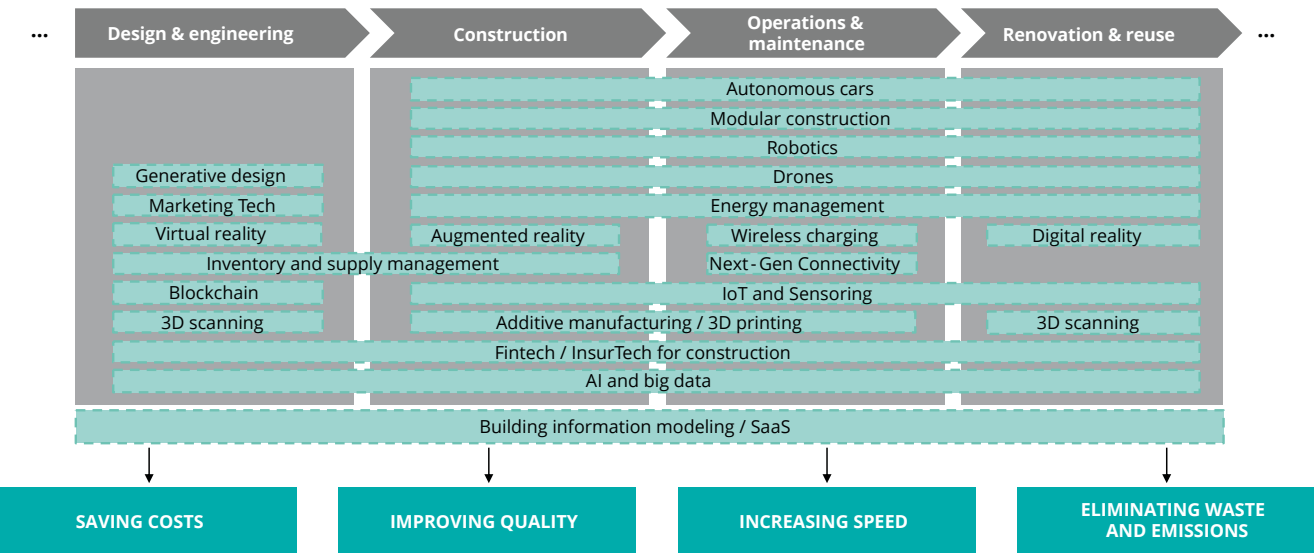 ...
Design & engineering
Construction
Operations &
maintenance
Renovation & reuse
...
Autonomous cars
Modular construction
Robotics
Generative design
Drones
Marketing Tech
Energy management
Virtual reality
Augmented reality
Wireless charging
Digital reality
Inventory and supply management
Next-Gen Connectivity
Blockchain
IoT and Sensoring
3D scanning
Additive manufacturing / 3D printing
3D scanning
Fintech / InsurTech for construction
AI and big data
Building information modeling / SaaS
SAVING COSTS
IMPROVING QUALITY
INCREASING SPEED
ELIMINATING WASTE
AND EMISSIONS